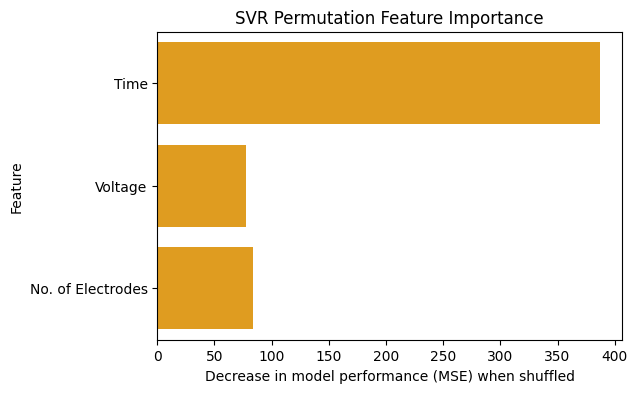 SVR Permutation Feature Importance
Feature
Time
Voltage
No. of Electrodes
0 50 100 150 200 250 300 350 400
Decrease in model performance (MSE) when shuffled